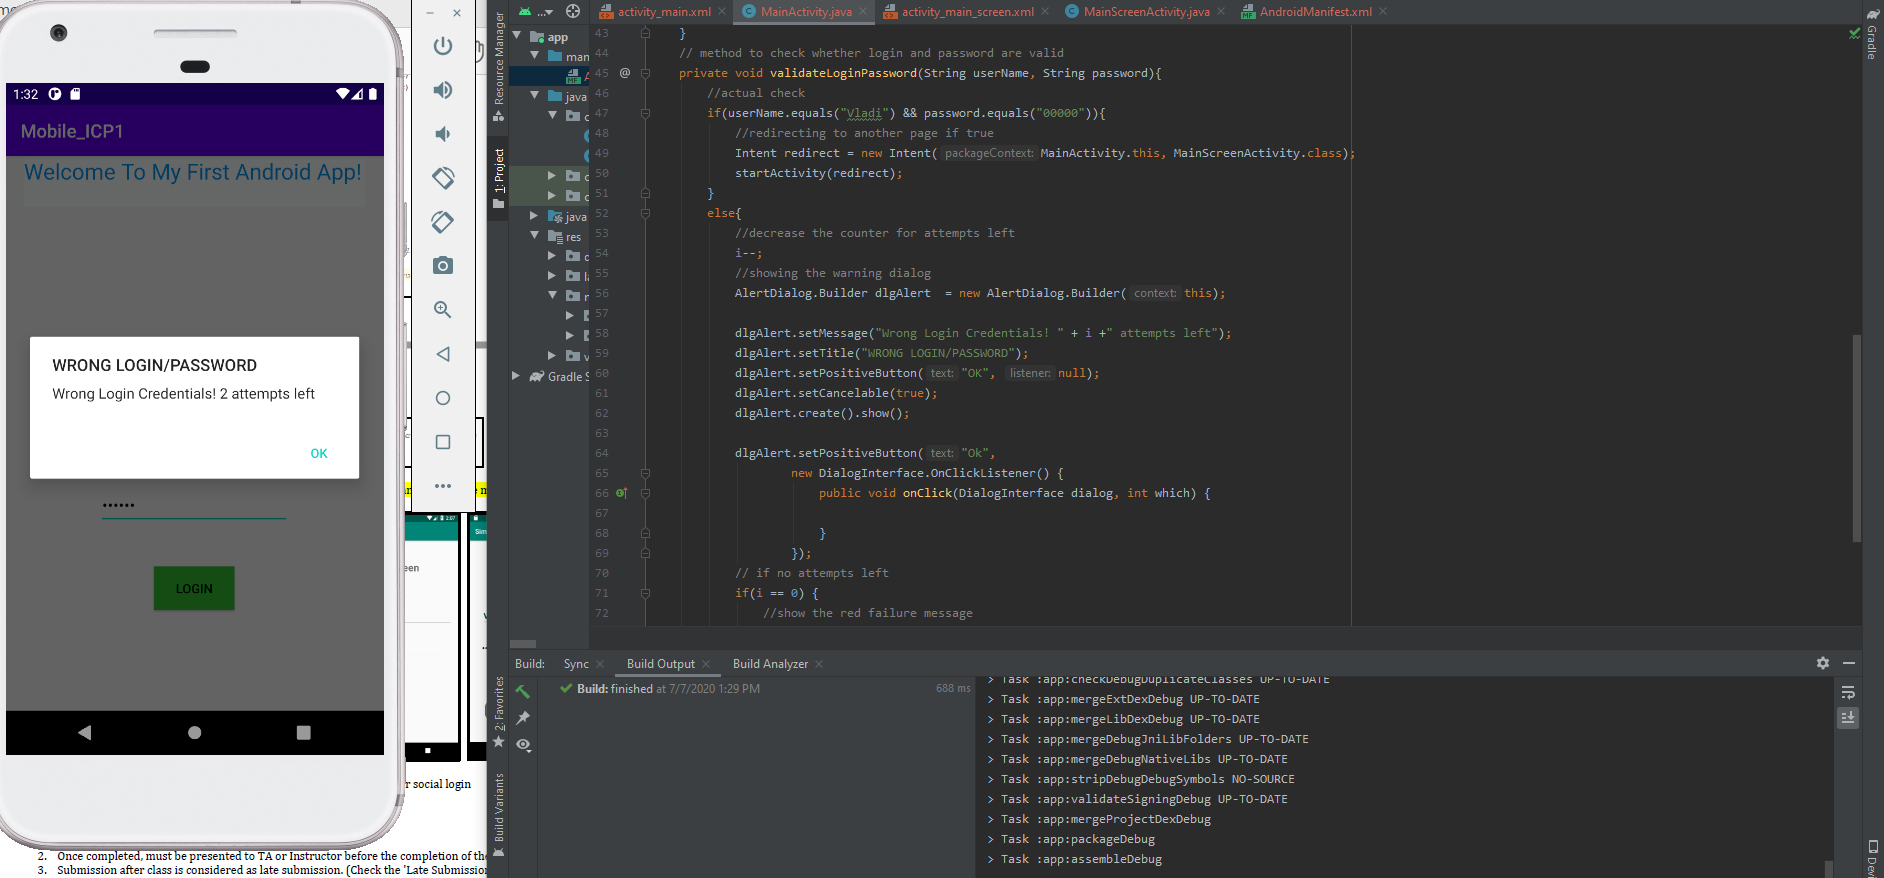 1:32
Mobile_ICP1
Welcome To My First Android App!
WRONG LOGIN/PASSWORD
Wrong Login Credentials! 2 attempts left
OK
••••••
LOGIN
r social login
2. Once completed, must be presented to TA or Instructor before the completion of the
3. Submission after class is considered as late submission. (Check the 'Late Submission
Resource Manager
1: Project
2: Favorites
Build Variants
app
java
java
res
Gradle S
activity_main.xml
MainActivity.java
activity_main_screen.xml
MainScreenActivity.java
AndroidManifest.xml
Gradle
43 }
44 // method to check whether login and password are valid
45 @ private void validateLoginPassword(String userName, String password){
46 //actual check
47 if(userName.equals("Vladi") && password.equals("00000")){
48 //redirecting to another page if true
49 Intent redirect = new Intent( packageContext: MainActivity.this, MainScreenActivity.class);
50 startActivity(redirect);
51 }
52 else{
53 //decrease the counter for attempts left
54 i--;
55 //showing the warning dialog
56 AlertDialog.Builder dlgAlert  = new AlertDialog.Builder( context: this);
57
58 dlgAlert.setMessage("Wrong Login Credentials! " + i +" attempts left");
59 dlgAlert.setTitle("WRONG LOGIN/PASSWORD");
60 dlgAlert.setPositiveButton( text: "OK",  listener: null);
61 dlgAlert.setCancelable(true);
62 dlgAlert.create().show();
63
64 dlgAlert.setPositiveButton( text: "Ok",
65 new DialogInterface.OnClickListener() {
66 public void onClick(DialogInterface dialog, int which) {
67
68 }
69 });
70 // if no attempts left
71 if(i == 0) {
72 //show the red failure message
Build: Sync Build Output Build Analyzer
Build: finished at 7/7/2020 1:29 PM 688 ms
> Task :app:checkDebugDuplicateClasses UP-TO-DATE
> Task :app:mergeExtDexDebug UP-TO-DATE
> Task :app:mergeLibDexDebug UP-TO-DATE
> Task :app:mergeDebugJniLibFolders UP-TO-DATE
> Task :app:mergeDebugNativeLibs UP-TO-DATE
> Task :app:stripDebugDebugSymbols NO-SOURCE
> Task :app:validateSigningDebug UP-TO-DATE
> Task :app:mergeProjectDexDebug
> Task :app:packageDebug
> Task :app:assembleDebug